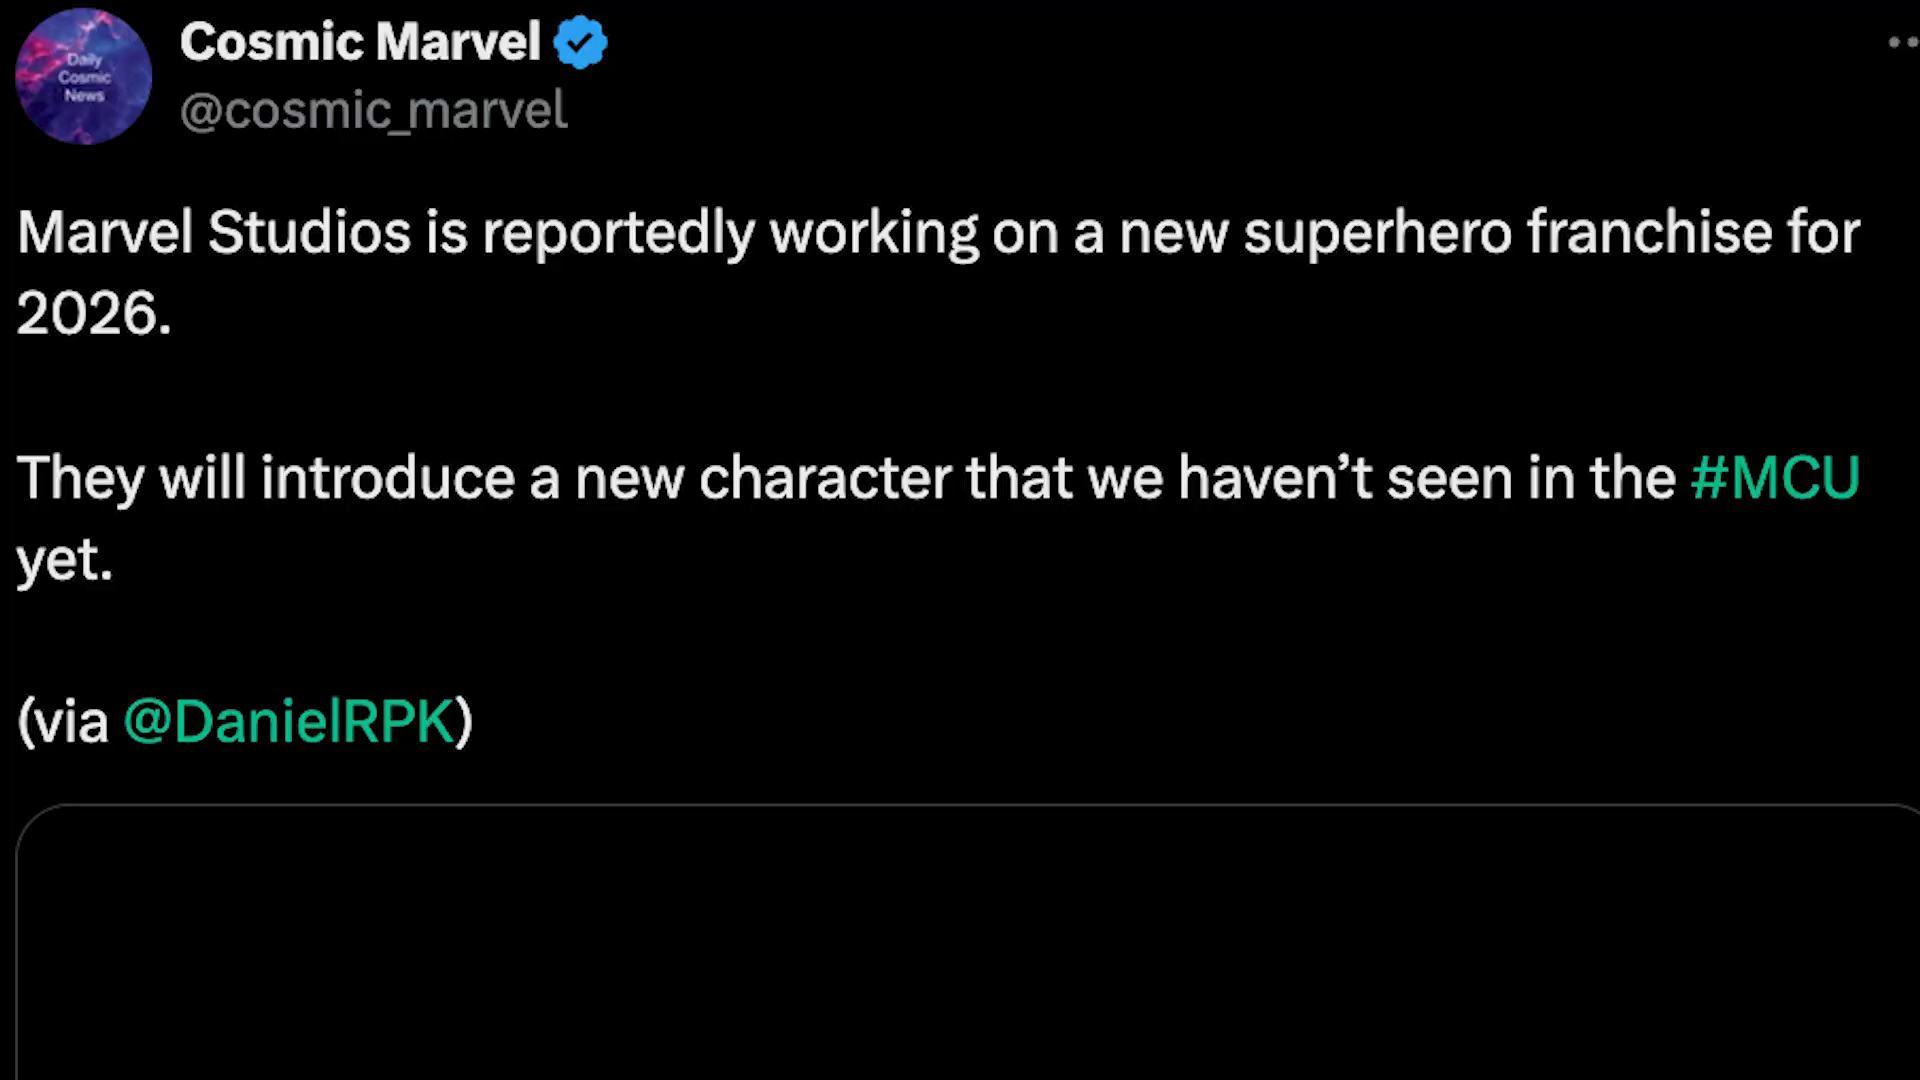 Daily
Cosmic
News
Cosmic Marvel
@cosmic_marvel
Marvel Studios is reportedly working on a new superhero franchise for
2026.
They will introduce a new character that we haven’t seen in the #MCU
yet.
(via @DanielRPK)